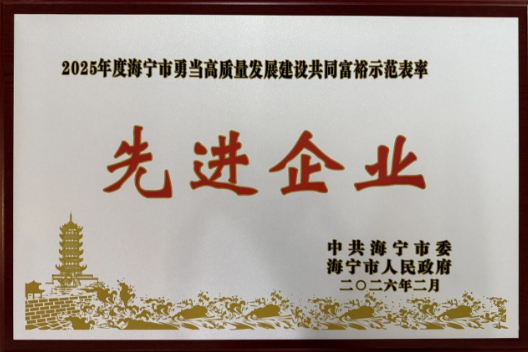 2025年度海宁市勇当高质量发展建设共同富裕示范表率
先进企业
中共海宁市委
海宁市人民政府
二〇二六年二月